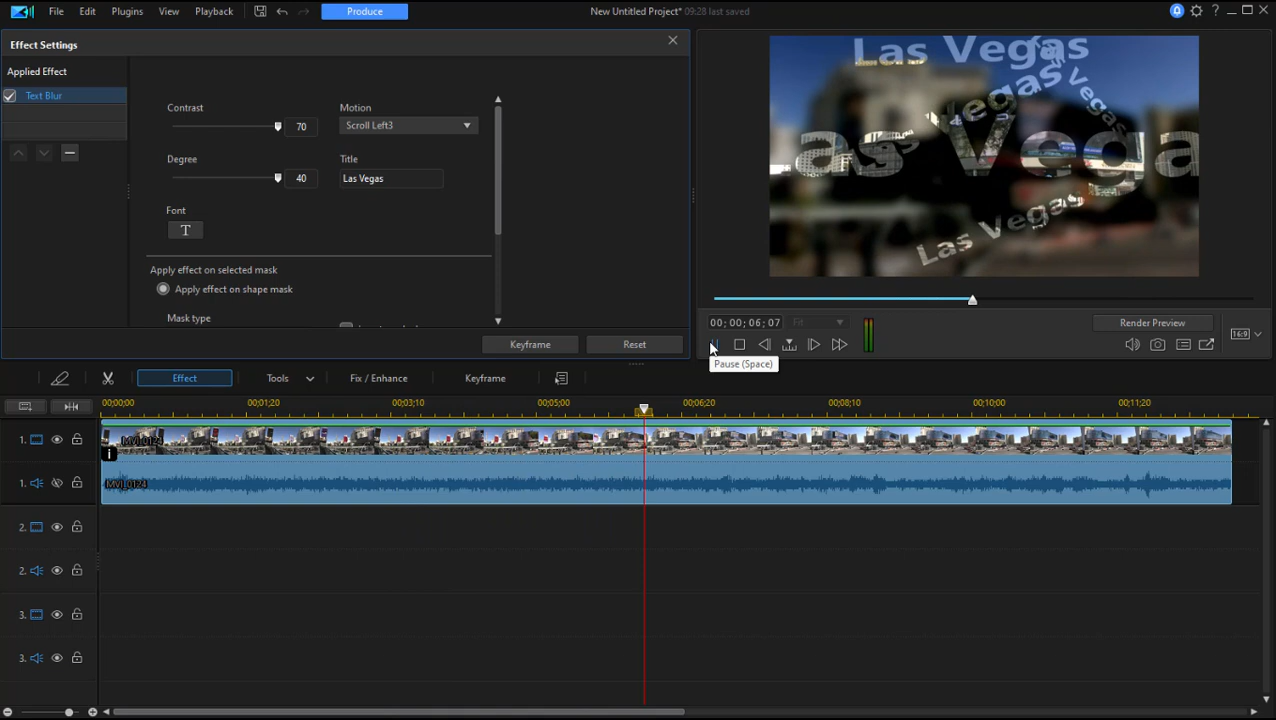 File Edit Plugins View Playback Produce New Untitled Project* 09:28 last saved
Effect Settings
Applied Effect
Text Blur
Contrast
70
Motion
Scroll Left3
Degree
40
Title
Las Vegas
Font
T
Apply effect on selected mask
Apply effect on shape mask
Mask type
Keyframe Reset
Las Vegas
Vegas
Vegas
as Vega
Las Vegas
00; 00; 06; 07 Fit Render Preview
16:9
Pause (Space)
Effect Tools Fix / Enhance Keyframe
00;00;00 00;01;20 00;03;10 00;05;00 00;06;20 00;08;10 00;10;00 00;11;20
1. MVI_0124
1. MVI_0124
2.
2.
3.
3.